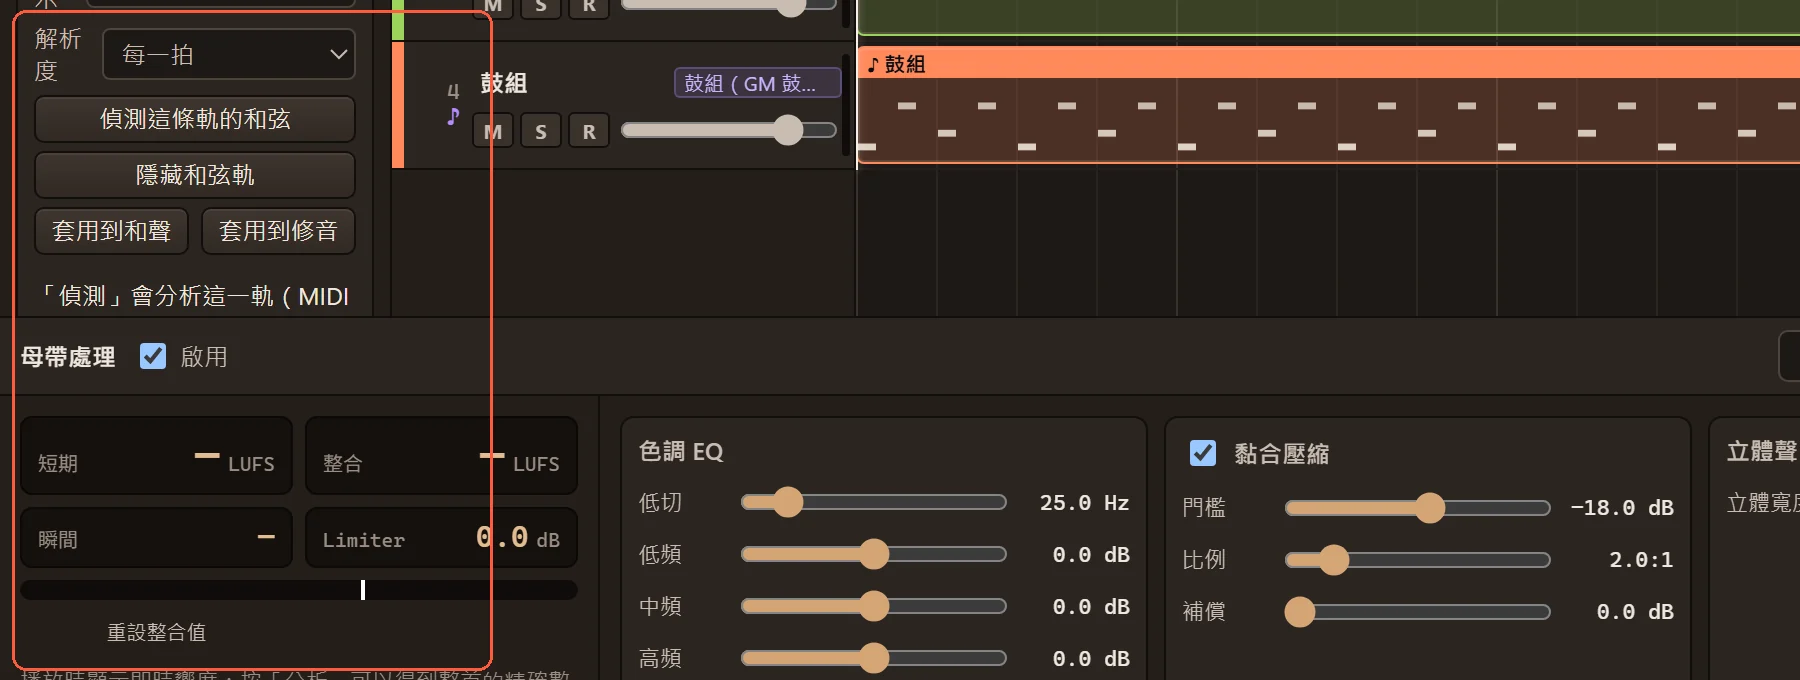 M S R
解析度
每一拍
偵測這條軌的和弦
隱藏和弦軌
套用到和聲
套用到修音
「偵測」會分析這一軌（MIDI
4
♪
鼓組
鼓組（GM 鼓...
M S R
♪ 鼓組
母帶處理
啟用
短期 – LUFS
整合 – LUFS
瞬間 –
Limiter 0.0 dB
重設整合值
色調 EQ
低切 25.0 Hz
低頻 0.0 dB
中頻 0.0 dB
高頻 0.0 dB
黏合壓縮
門檻 -18.0 dB
比例 2.0:1
補償 0.0 dB
立體聲
立體寬度